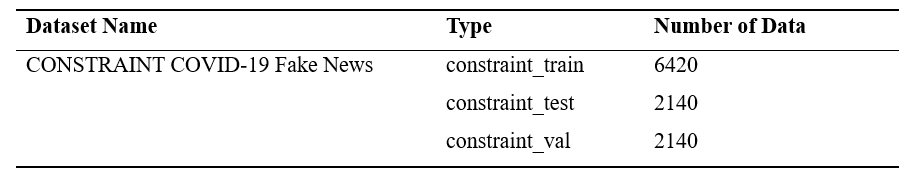 Dataset Name Type Number of Data
CONSTRAINT COVID-19 Fake News constraint_train 6420
constraint_test 2140
constraint_val 2140